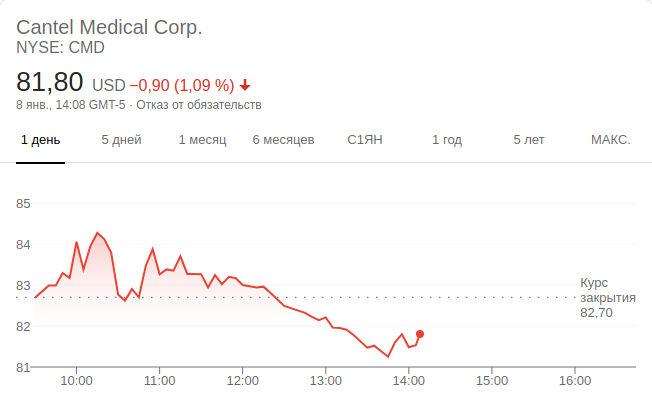 Cantel Medical Corp.
NYSE: CMD
81,80 USD −0,90 (1,09 %)
8 янв., 14:08 GMT-5 · Отказ от обязательств
1 день 5 дней 1 месяц 6 месяцев С1ЯН 1 год 5 лет МАКС.
85
84
83
82
81
Курс
закрытия
82,70
10:00 11:00 12:00 13:00 14:00 15:00 16:00